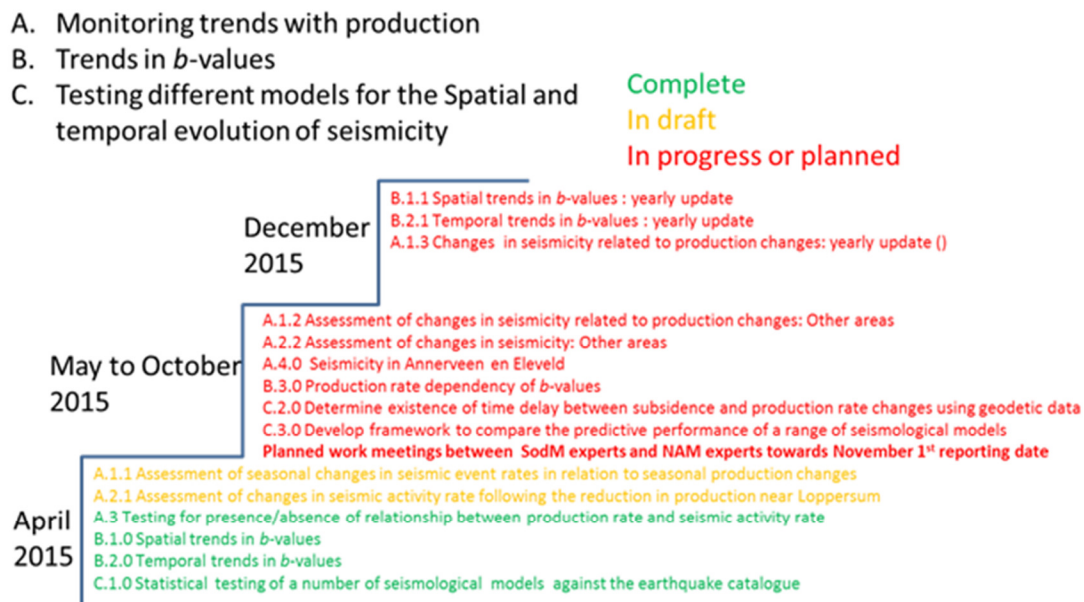 A. Monitoring trends with production
B. Trends in b-values
C. Testing different models for the Spatial and
temporal evolution of seismicity
Complete
In draft
In progress or planned
December
2015
B.1.1 Spatial trends in b-values : yearly update
B.2.1 Temporal trends in b-values : yearly update
A.1.3 Changes in seismicity related to production changes: yearly update ()
May to October
2015
A.1.2 Assessment of changes in seismicity related to production changes: Other areas
A.2.2 Assessment of changes in seismicity: Other areas
A.4.0 Seismicity in Annerveen en Eleveld
B.3.0 Production rate dependency of b-values
C.2.0 Determine existence of time delay between subsidence and production rate changes using geodetic data
C.3.0 Develop framework to compare the predictive performance of a range of seismological models
Planned work meetings between SodM experts and NAM experts towards November 1st reporting date
April
2015
A.1.1 Assessment of seasonal changes in seismic event rates in relation to seasonal production changes
A.2.1 Assessment of changes in seismic activity rate following the reduction in production near Loppersum
A.3 Testing for presence/absence of relationship between production rate and seismic activity rate
B.1.0 Spatial trends in b-values
B.2.0 Temporal trends in b-values
C.1.0 Statistical testing of a number of seismological models against the earthquake catalogue